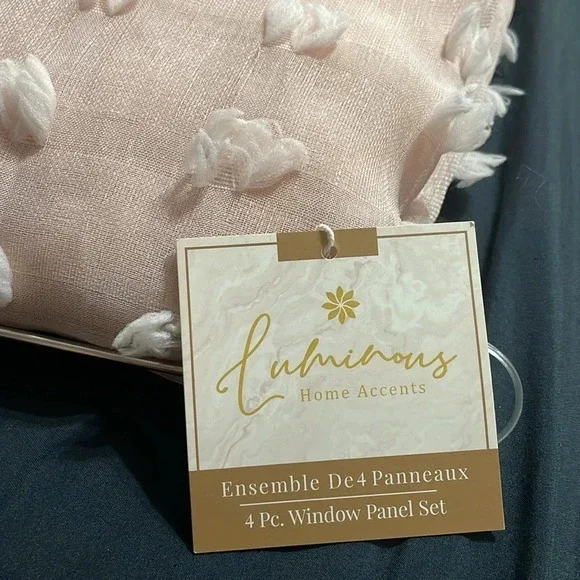 Luminous
Home Accents
Ensemble De4 Panneaux
4 Pc. Window Panel Set